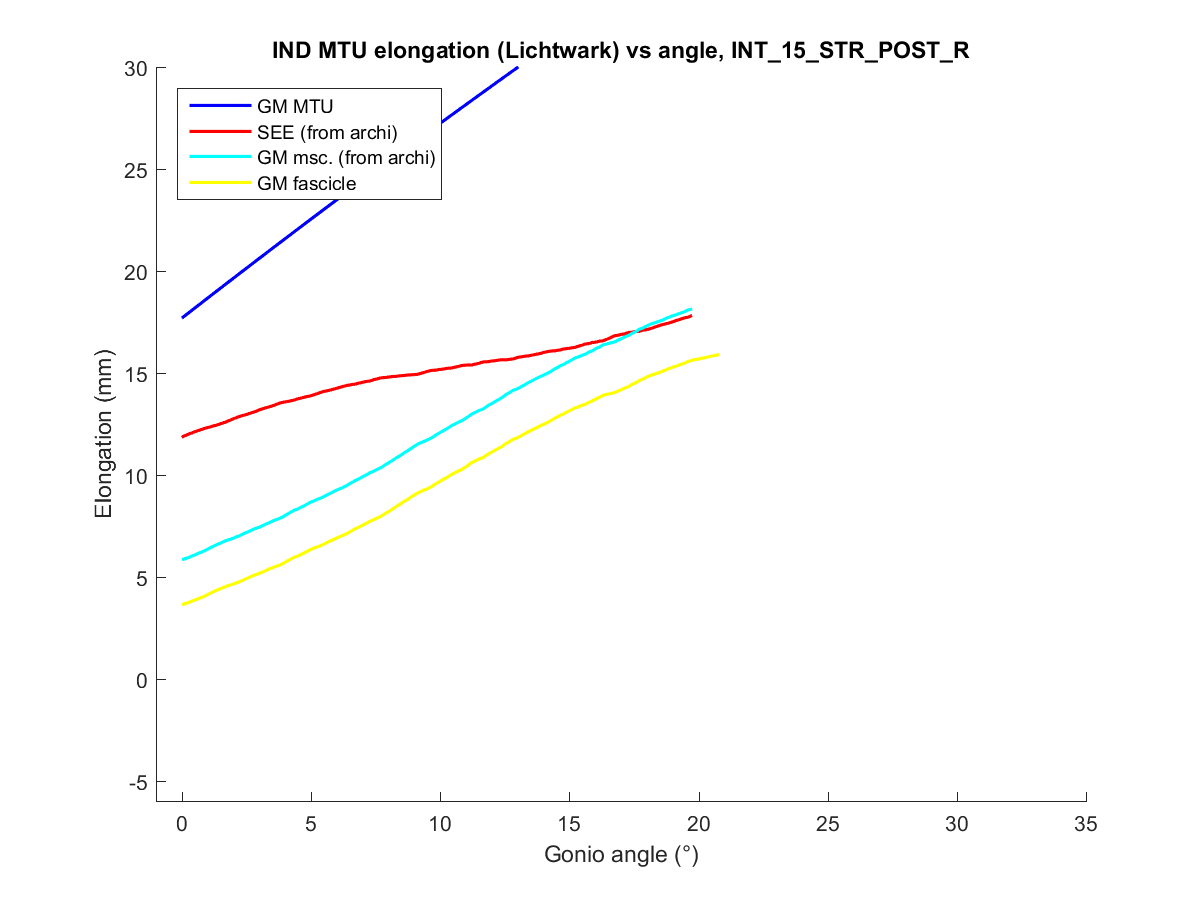 IND MTU elongation (Lichtwark) vs angle, INT_15_STR_POST_R
30
25
20
15
10
5
0
-5
Elongation (mm)
GM MTU
SEE (from archi)
GM msc. (from archi)
GM fascicle
0 5 10 15 20 25 30 35
Gonio angle (°)